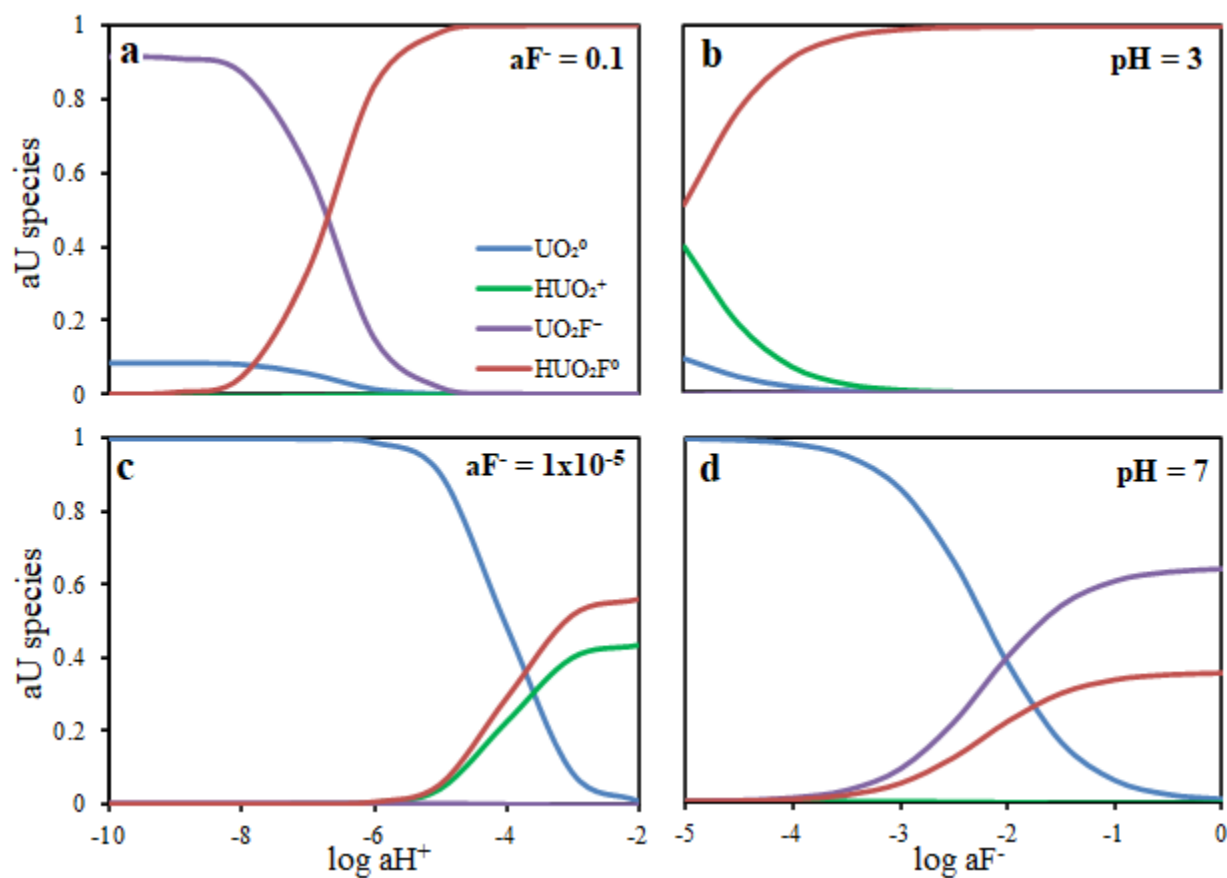 a
aF⁻ = 0.1
b
pH = 3
1
0.8
0.6
0.4
0.2
0
aU species
UO₂⁰
HUO₂⁺
UO₂F⁻
HUO₂F⁰
c
aF⁻ = 1x10⁻⁵
d
pH = 7
1
0.8
0.6
0.4
0.2
0
aU species
-10 -8 -6 -4 -2
log aH⁺
-5 -4 -3 -2 -1 0
log aF⁻